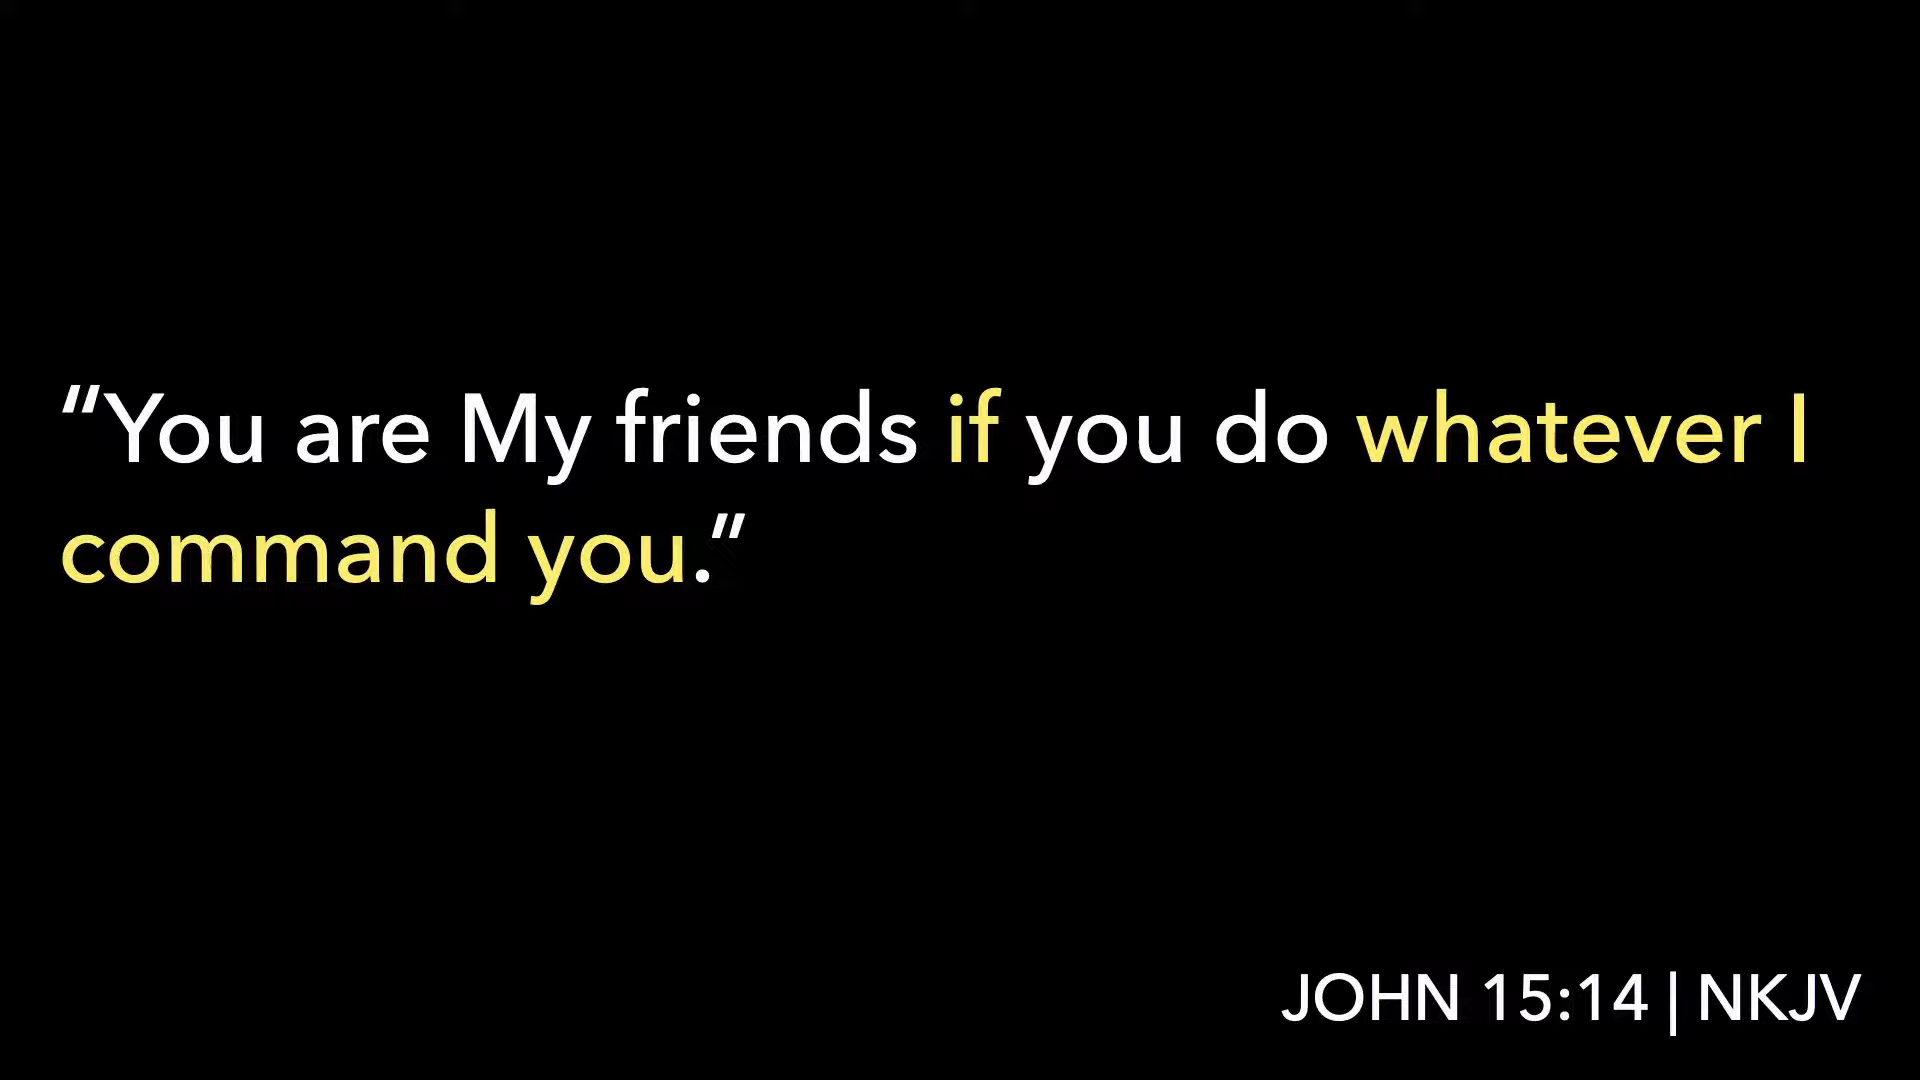 “You are My friends if you do whatever I
command you.”
JOHN 15:14 | NKJV